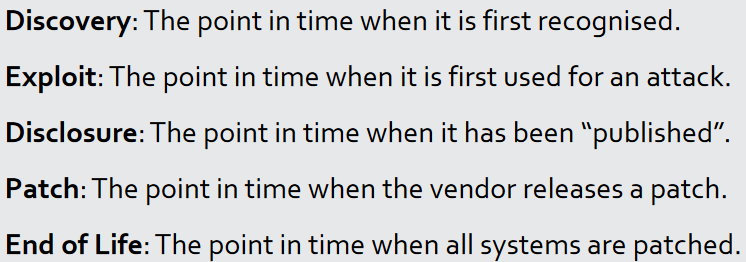 Discovery: The point in time when it is first recognised.
Exploit: The point in time when it is first used for an attack.
Disclosure: The point in time when it has been “published”.
Patch: The point in time when the vendor releases a patch.
End of Life: The point in time when all systems are patched.